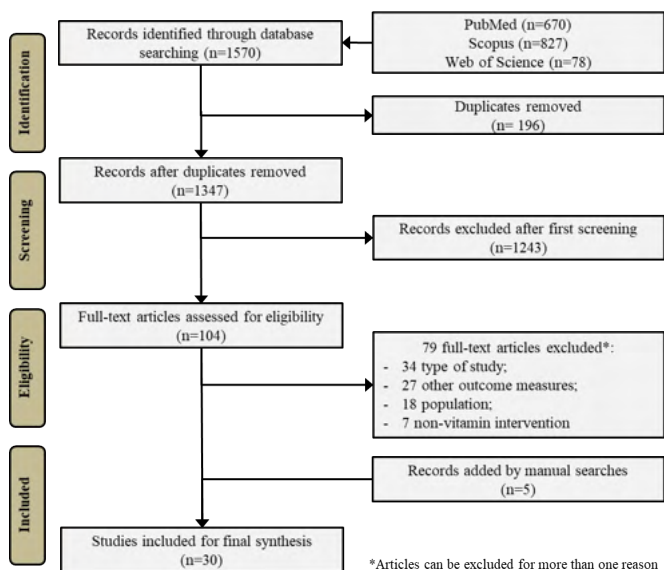 Identification
Records identified through database
searching (n=1570)
PubMed (n=670)
Scopus (n=827)
Web of Science (n=78)
Duplicates removed
(n= 196)
Screening
Records after duplicates removed
(n=1347)
Records excluded after first screening
(n=1243)
Eligibility
Full-text articles assessed for eligibility
(n=104)
79 full-text articles excluded*:
- 34 type of study;
- 27 other outcome measures;
- 18 population;
- 7 non-vitamin intervention
Included
Records added by manual searches
(n=5)
Studies included for final synthesis
(n=30)
*Articles can be excluded for more than one reason